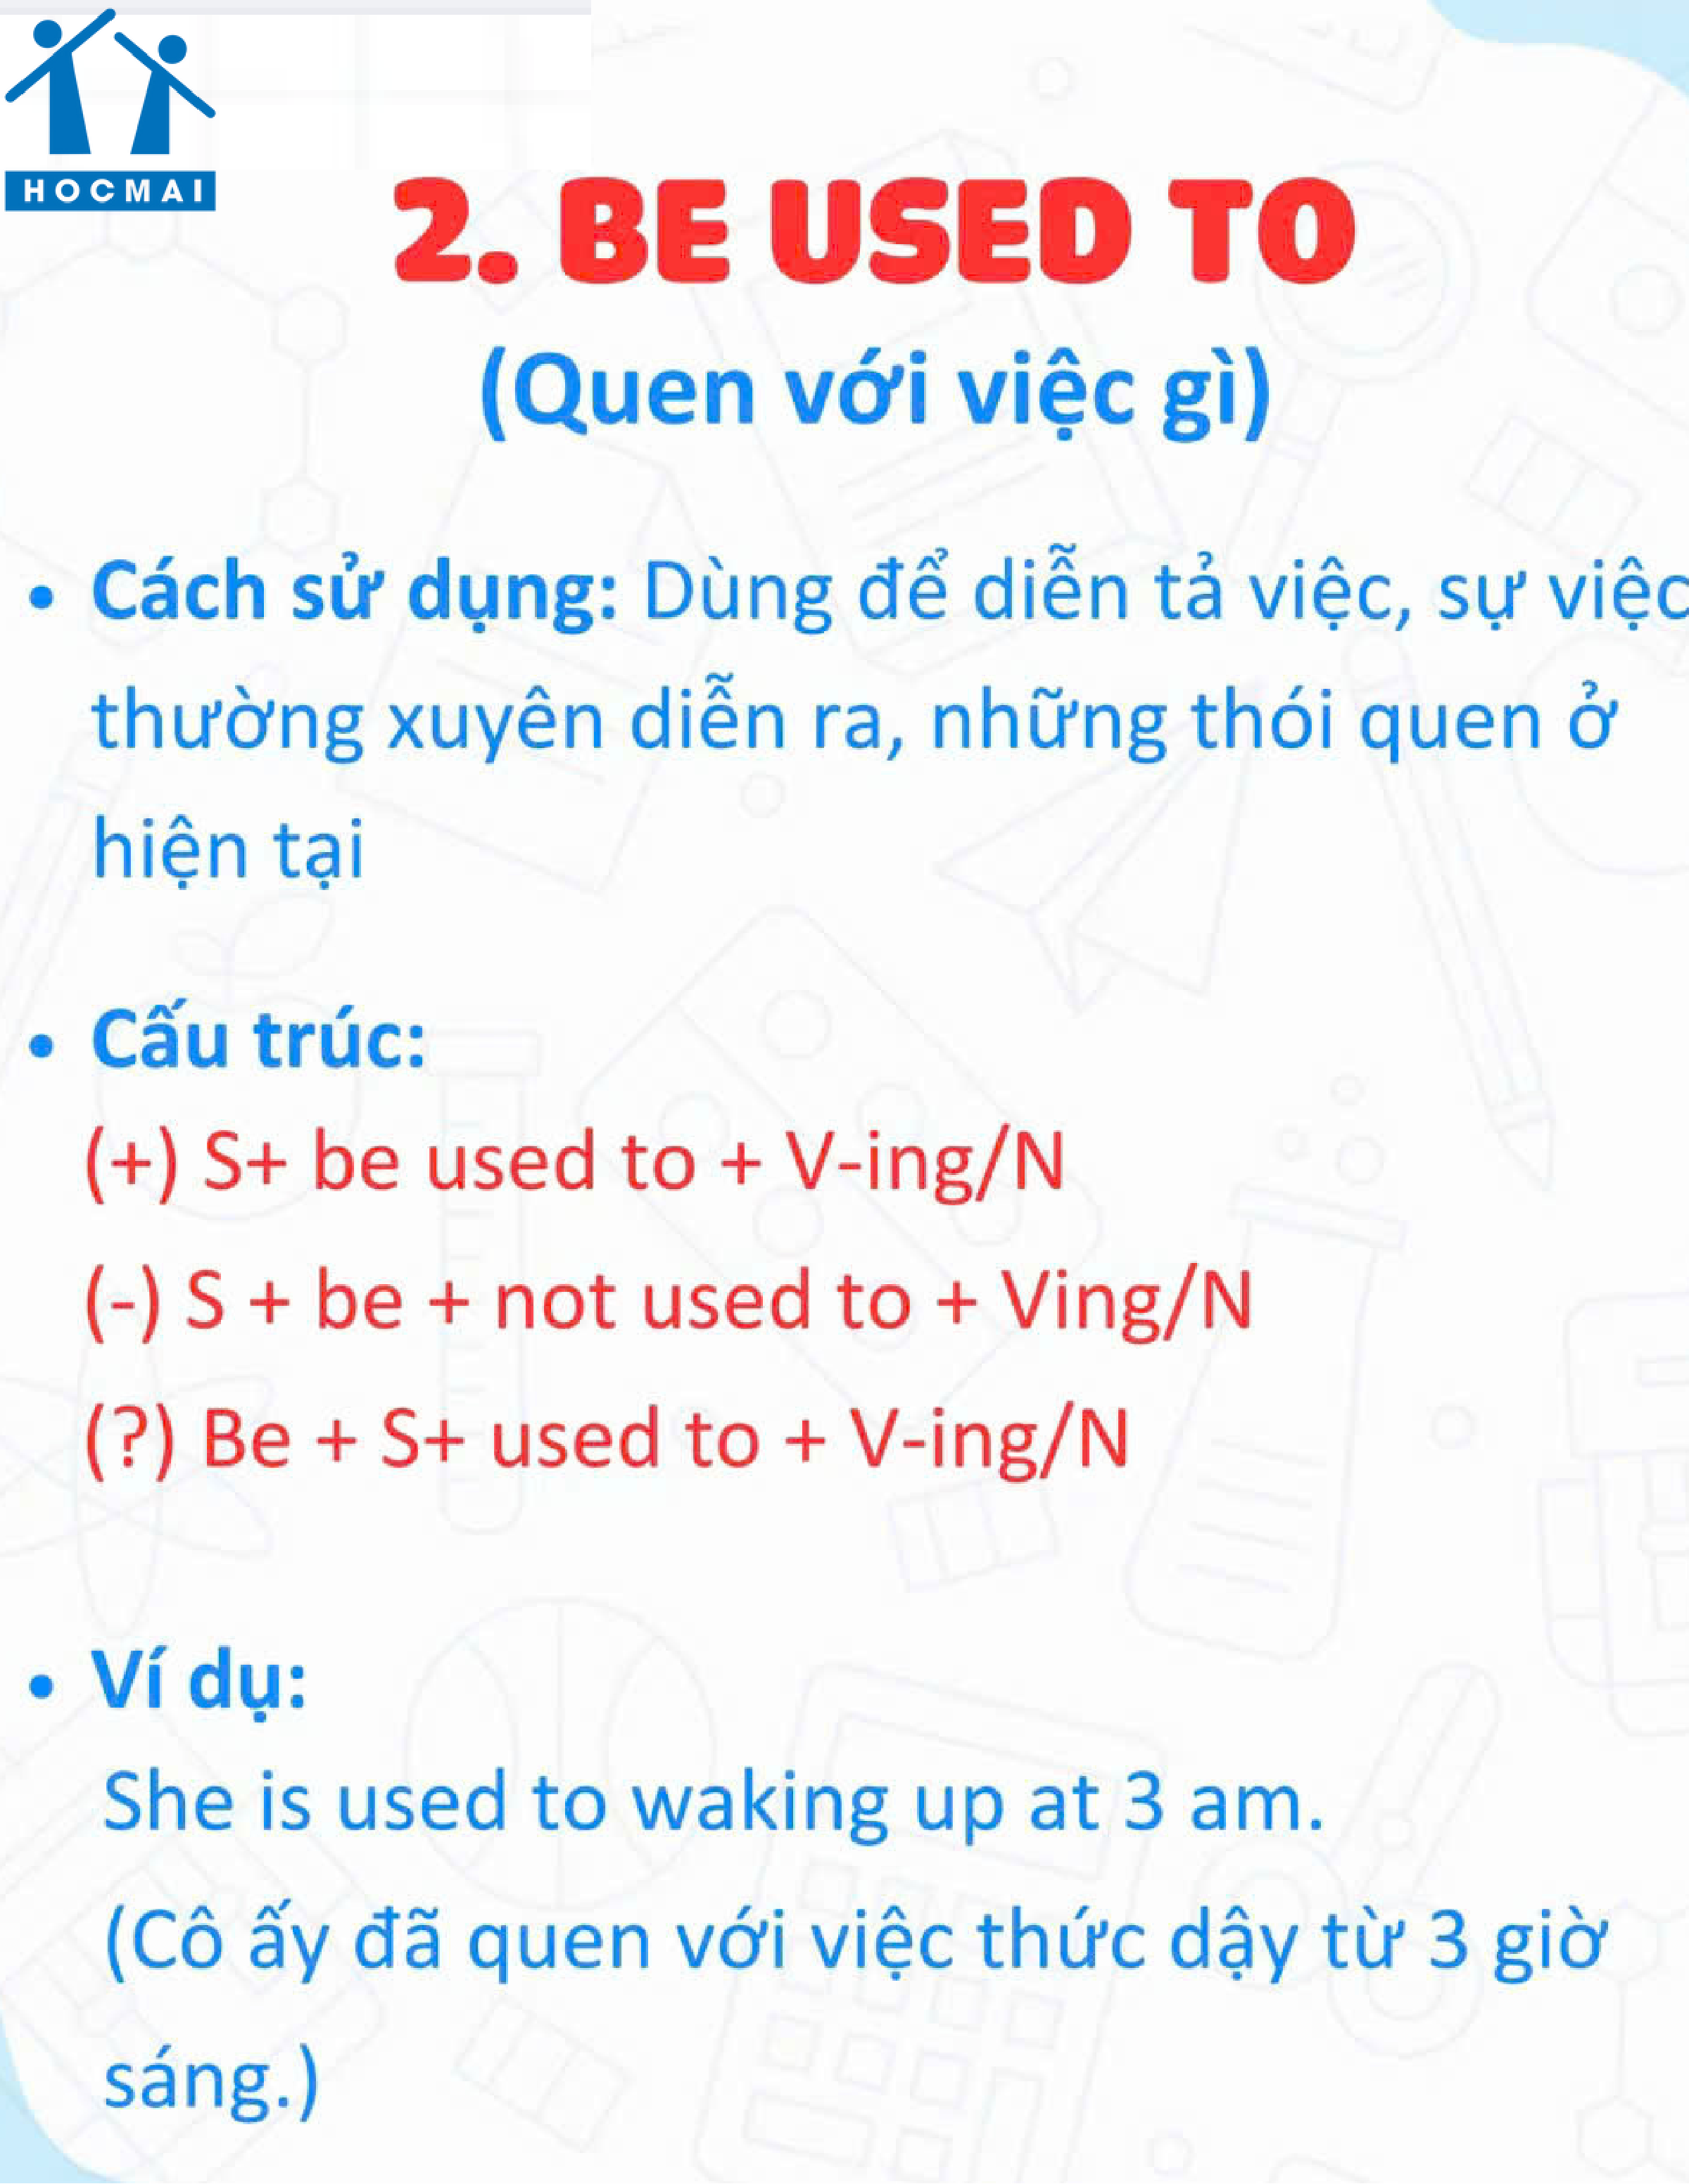 HOCMAI
2. BE USED TO
(Quen với việc gì)
• Cách sử dụng: Dùng để diễn tả việc, sự việc
thường xuyên diễn ra, những thói quen ở
hiện tại
• Cấu trúc:
(+) S+ be used to + V-ing/N
(-) S + be + not used to + Ving/N
(?) Be + S+ used to + V-ing/N
• Ví dụ:
She is used to waking up at 3 am.
(Cô ấy đã quen với việc thức dậy từ 3 giờ
sáng.)